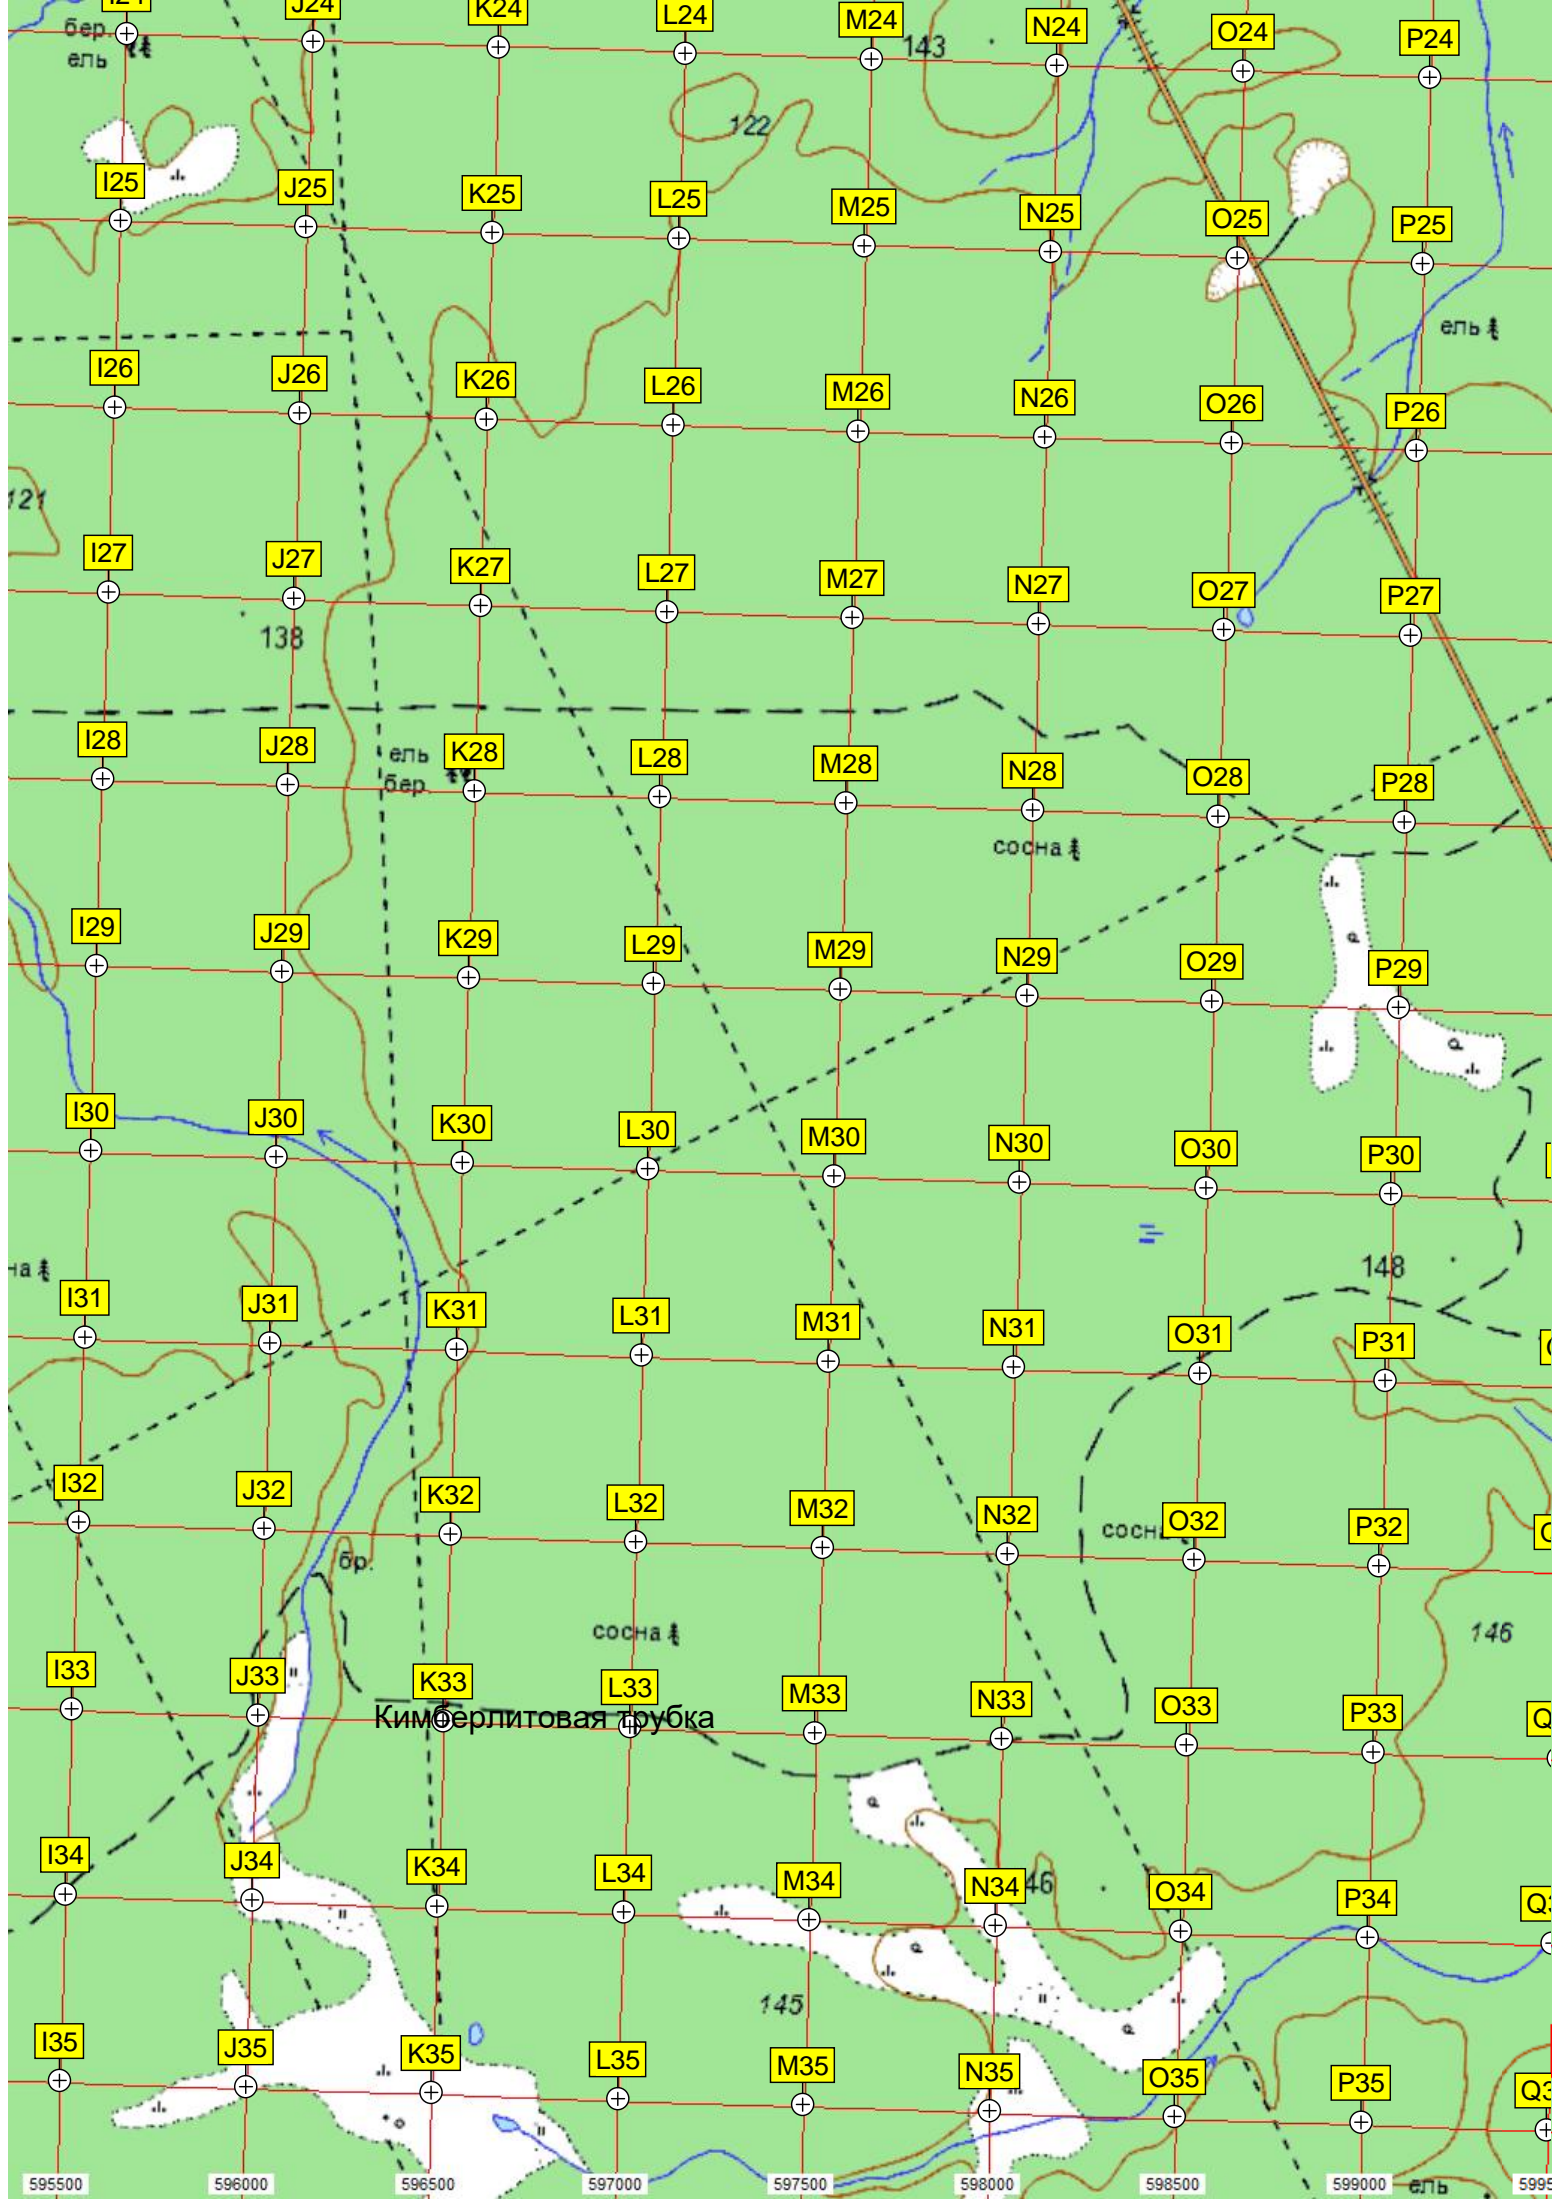 J24 K24 L24 M24 N24 O24 P24
бер.
ель
143
122
I25 J25 K25 L25 M25 N25 O25 P25
ель
I26 J26 K26 L26 M26 N26 O26 P26
121
I27 J27 K27 L27 M27 N27 O27 P27
138
I28 J28 K28 L28 M28 N28 O28 P28
ель
бер.
сосна
I29 J29 K29 L29 M29 N29 O29 P29
I30 J30 K30 L30 M30 N30 O30 P30
148
на
I31 J31 K31 L31 M31 N31 O31 P31
I32 J32 K32 L32 M32 N32 O32 P32
сосн
бр.
сосна
146
I33 J33 K33 L33 M33 N33 O33 P33 Q
Кимберлитовая трубка
I34 J34 K34 L34 M34 N34 46 O34 P34 Q3
145
I35 J35 K35 L35 M35 N35 O35 P35 Q3
595500 596000 596500 597000 597500 598000 598500 599000 5995
ель